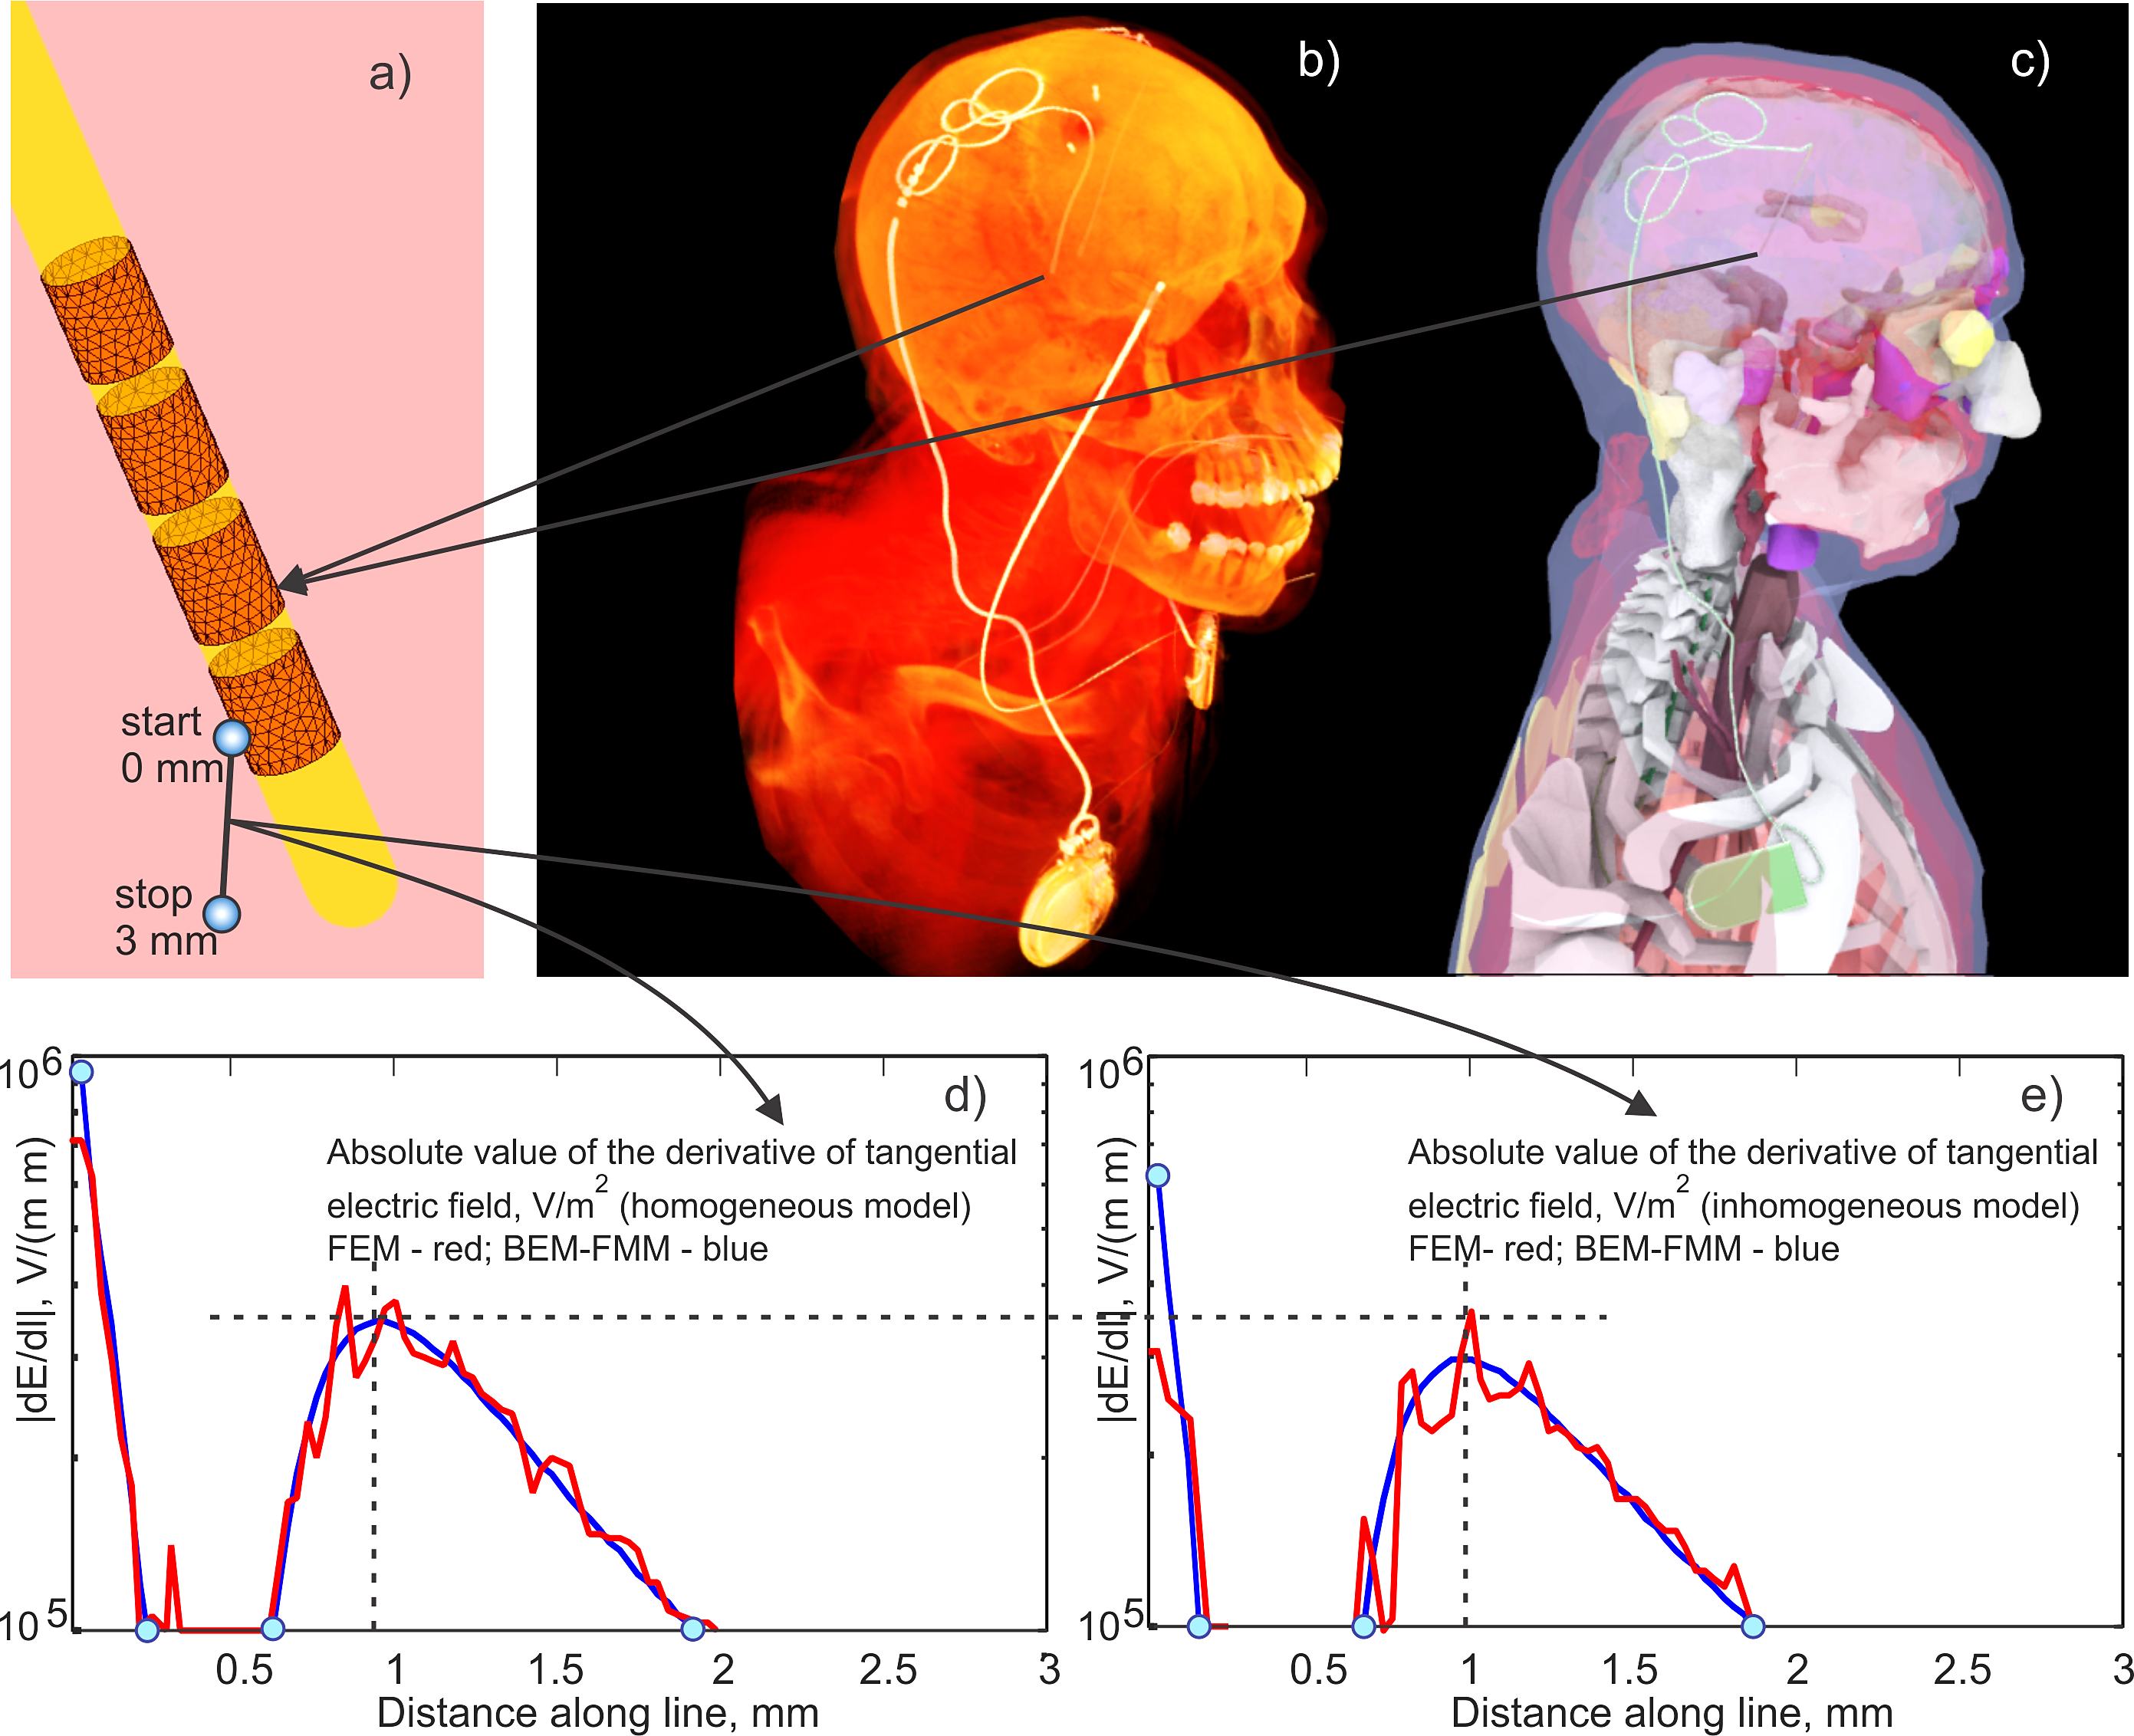 a)
b)
c)
start
0 mm
stop
3 mm
d)
10^6
10^5
|dE/dl|, V/(m m)
Absolute value of the derivative of tangential
electric field, V/m^2 (homogeneous model)
FEM - red; BEM-FMM - blue
0.5 1 1.5 2 2.5 3
Distance along line, mm
e)
10^6
10^5
|dE/dl|, V/(m m)
Absolute value of the derivative of tangential
electric field, V/m^2 (inhomogeneous model)
FEM- red; BEM-FMM - blue
0.5 1 1.5 2 2.5 3
Distance along line, mm